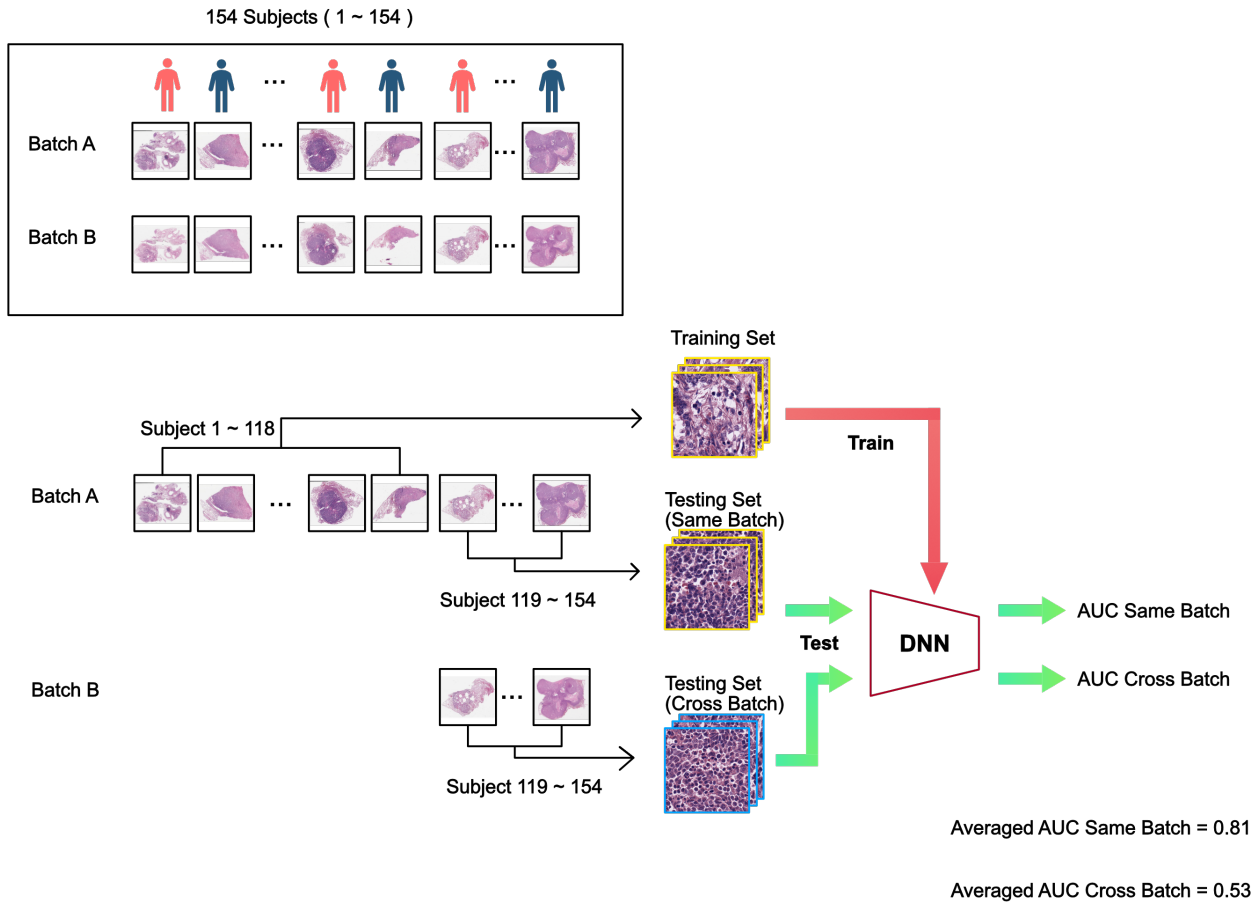 154 Subjects ( 1 ~ 154 )
...
...
Batch A
...
...
Batch B
...
...
Training Set
Subject 1 ~ 118
Train
Batch A
...
...
Testing Set
(Same Batch)
Subject 119 ~ 154
Test
DNN
AUC Same Batch
AUC Cross Batch
Batch B
...
Testing Set
(Cross Batch)
Subject 119 ~ 154
Averaged AUC Same Batch = 0.81
Averaged AUC Cross Batch = 0.53